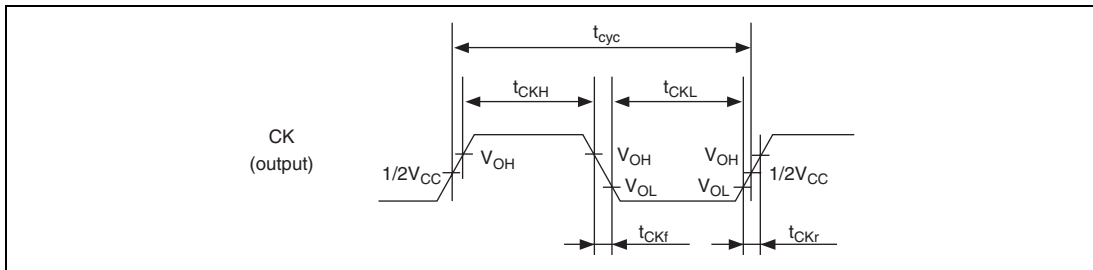 tcyc
tCKH
tCKL
CK
(output)
1/2VCC
VOH
VOH
VOL
VOH
VOL
1/2VCC
tCKf
tCKr